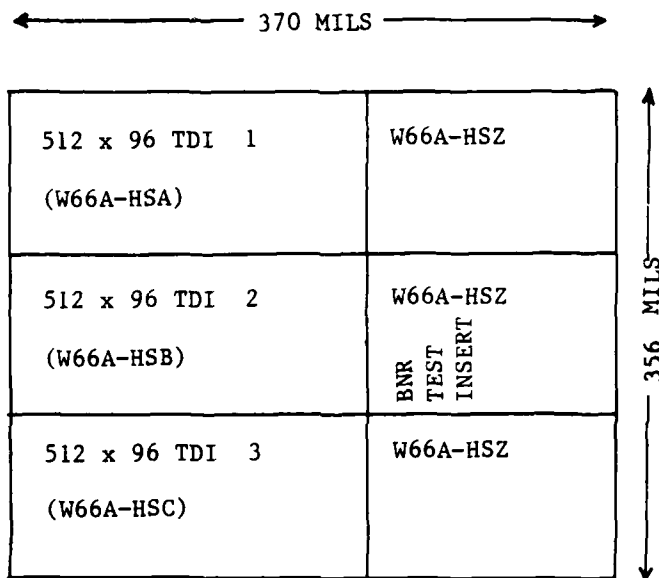 370 MILS
512 x 96 TDI 1
(W66A-HSA)
W66A-HSZ
512 x 96 TDI 2
(W66A-HSB)
W66A-HSZ
BNR
TEST
INSERT
512 x 96 TDI 3
(W66A-HSC)
W66A-HSZ
356 MILS